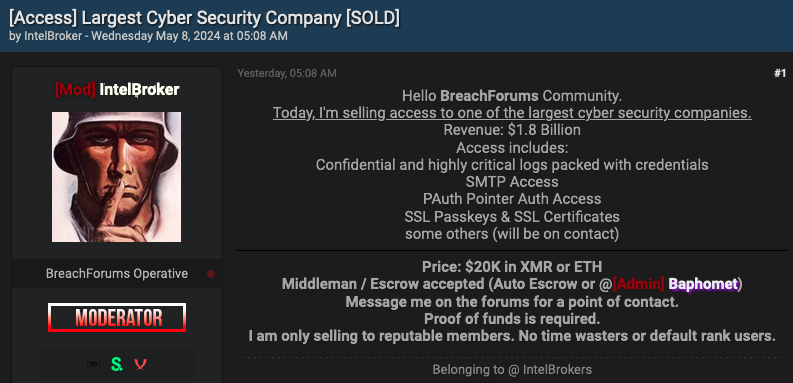 [Access] Largest Cyber Security Company [SOLD]
by IntelBroker - Wednesday May 8, 2024 at 05:08 AM
[Mod] IntelBroker
BreachForums Operative
MODERATOR
Yesterday, 05:08 AM
#1
Hello BreachForums Community.
Today, I'm selling access to one of the largest cyber security companies.
Revenue: $1.8 Billion
Access includes:
Confidential and highly critical logs packed with credentials
SMTP Access
PAuth Pointer Auth Access
SSL Passkeys & SSL Certificates
some others (will be on contact)
Price: $20K in XMR or ETH
Middleman / Escrow accepted (Auto Escrow or @[Admin] Baphomet)
Message me on the forums for a point of contact.
Proof of funds is required.
I am only selling to reputable members. No time wasters or default rank users.
Belonging to @ IntelBrokers